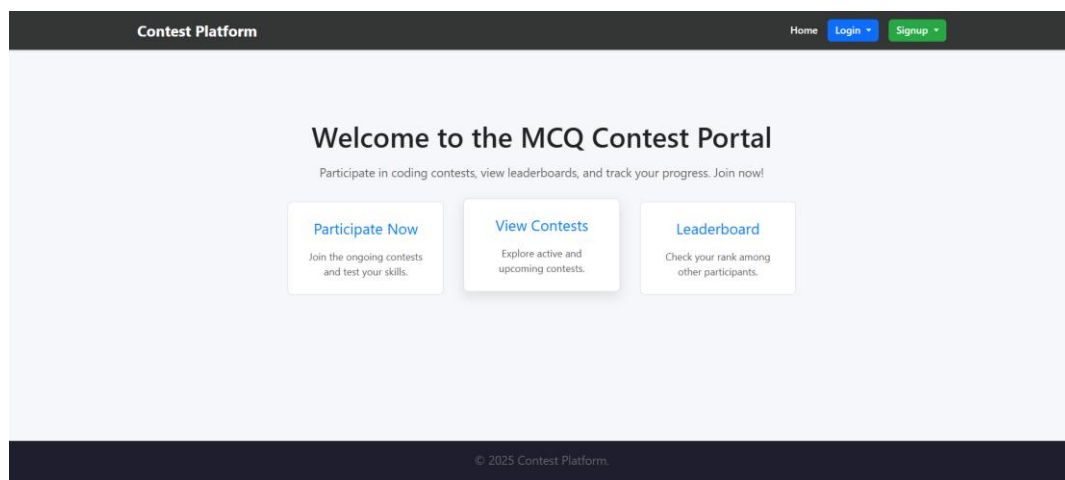 Contest Platform
Home Login Signup
Welcome to the MCQ Contest Portal
Participate in coding contests, view leaderboards, and track your progress. Join now!
Participate Now
Join the ongoing contests
and test your skills.
View Contests
Explore active and
upcoming contests.
Leaderboard
Check your rank among
other participants.
© 2025 Contest Platform.